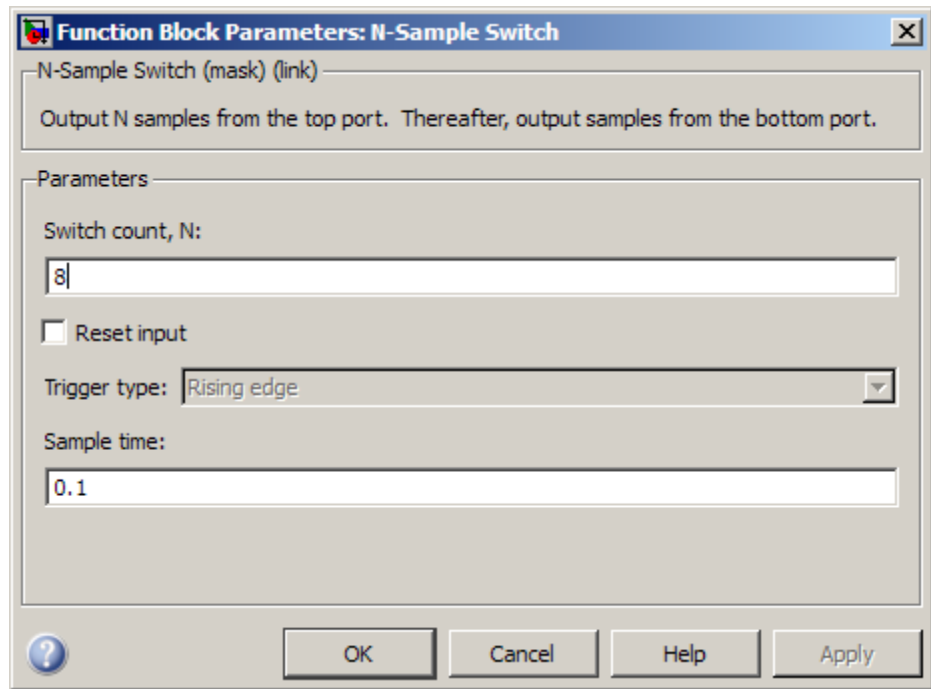 Function Block Parameters: N-Sample Switch
N-Sample Switch (mask) (link)
Output N samples from the top port.  Thereafter, output samples from the bottom port.
Parameters
Switch count, N:
8
Reset input
Trigger type: Rising edge
Sample time:
0.1
? OK Cancel Help Apply